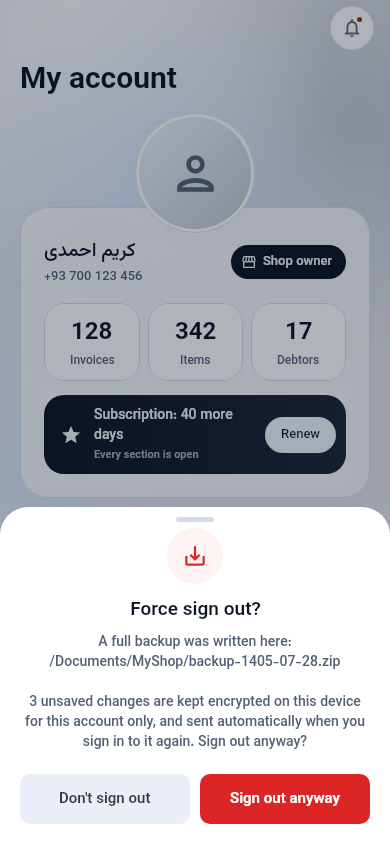 My account
کریم احمدی
+93 700 123 456
Shop owner
128
Invoices
342
Items
17
Debtors
Subscription: 40 more
days
Every section is open
Renew
Force sign out?
A full backup was written here:
/Documents/MyShop/backup-1405-07-28.zip
3 unsaved changes are kept encrypted on this device
for this account only, and sent automatically when you
sign in to it again. Sign out anyway?
Don't sign out
Sign out anyway